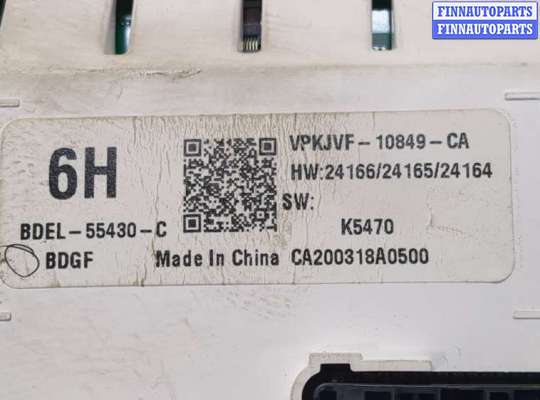 FINNAUTOPARTS
FINNAUTOPARTS
6H
VPKJVF-10849-CA
HW:24166/24165/24164
SW:
BDEL-55430-C
K5470
BDGF
Made In China
CA200318A0500